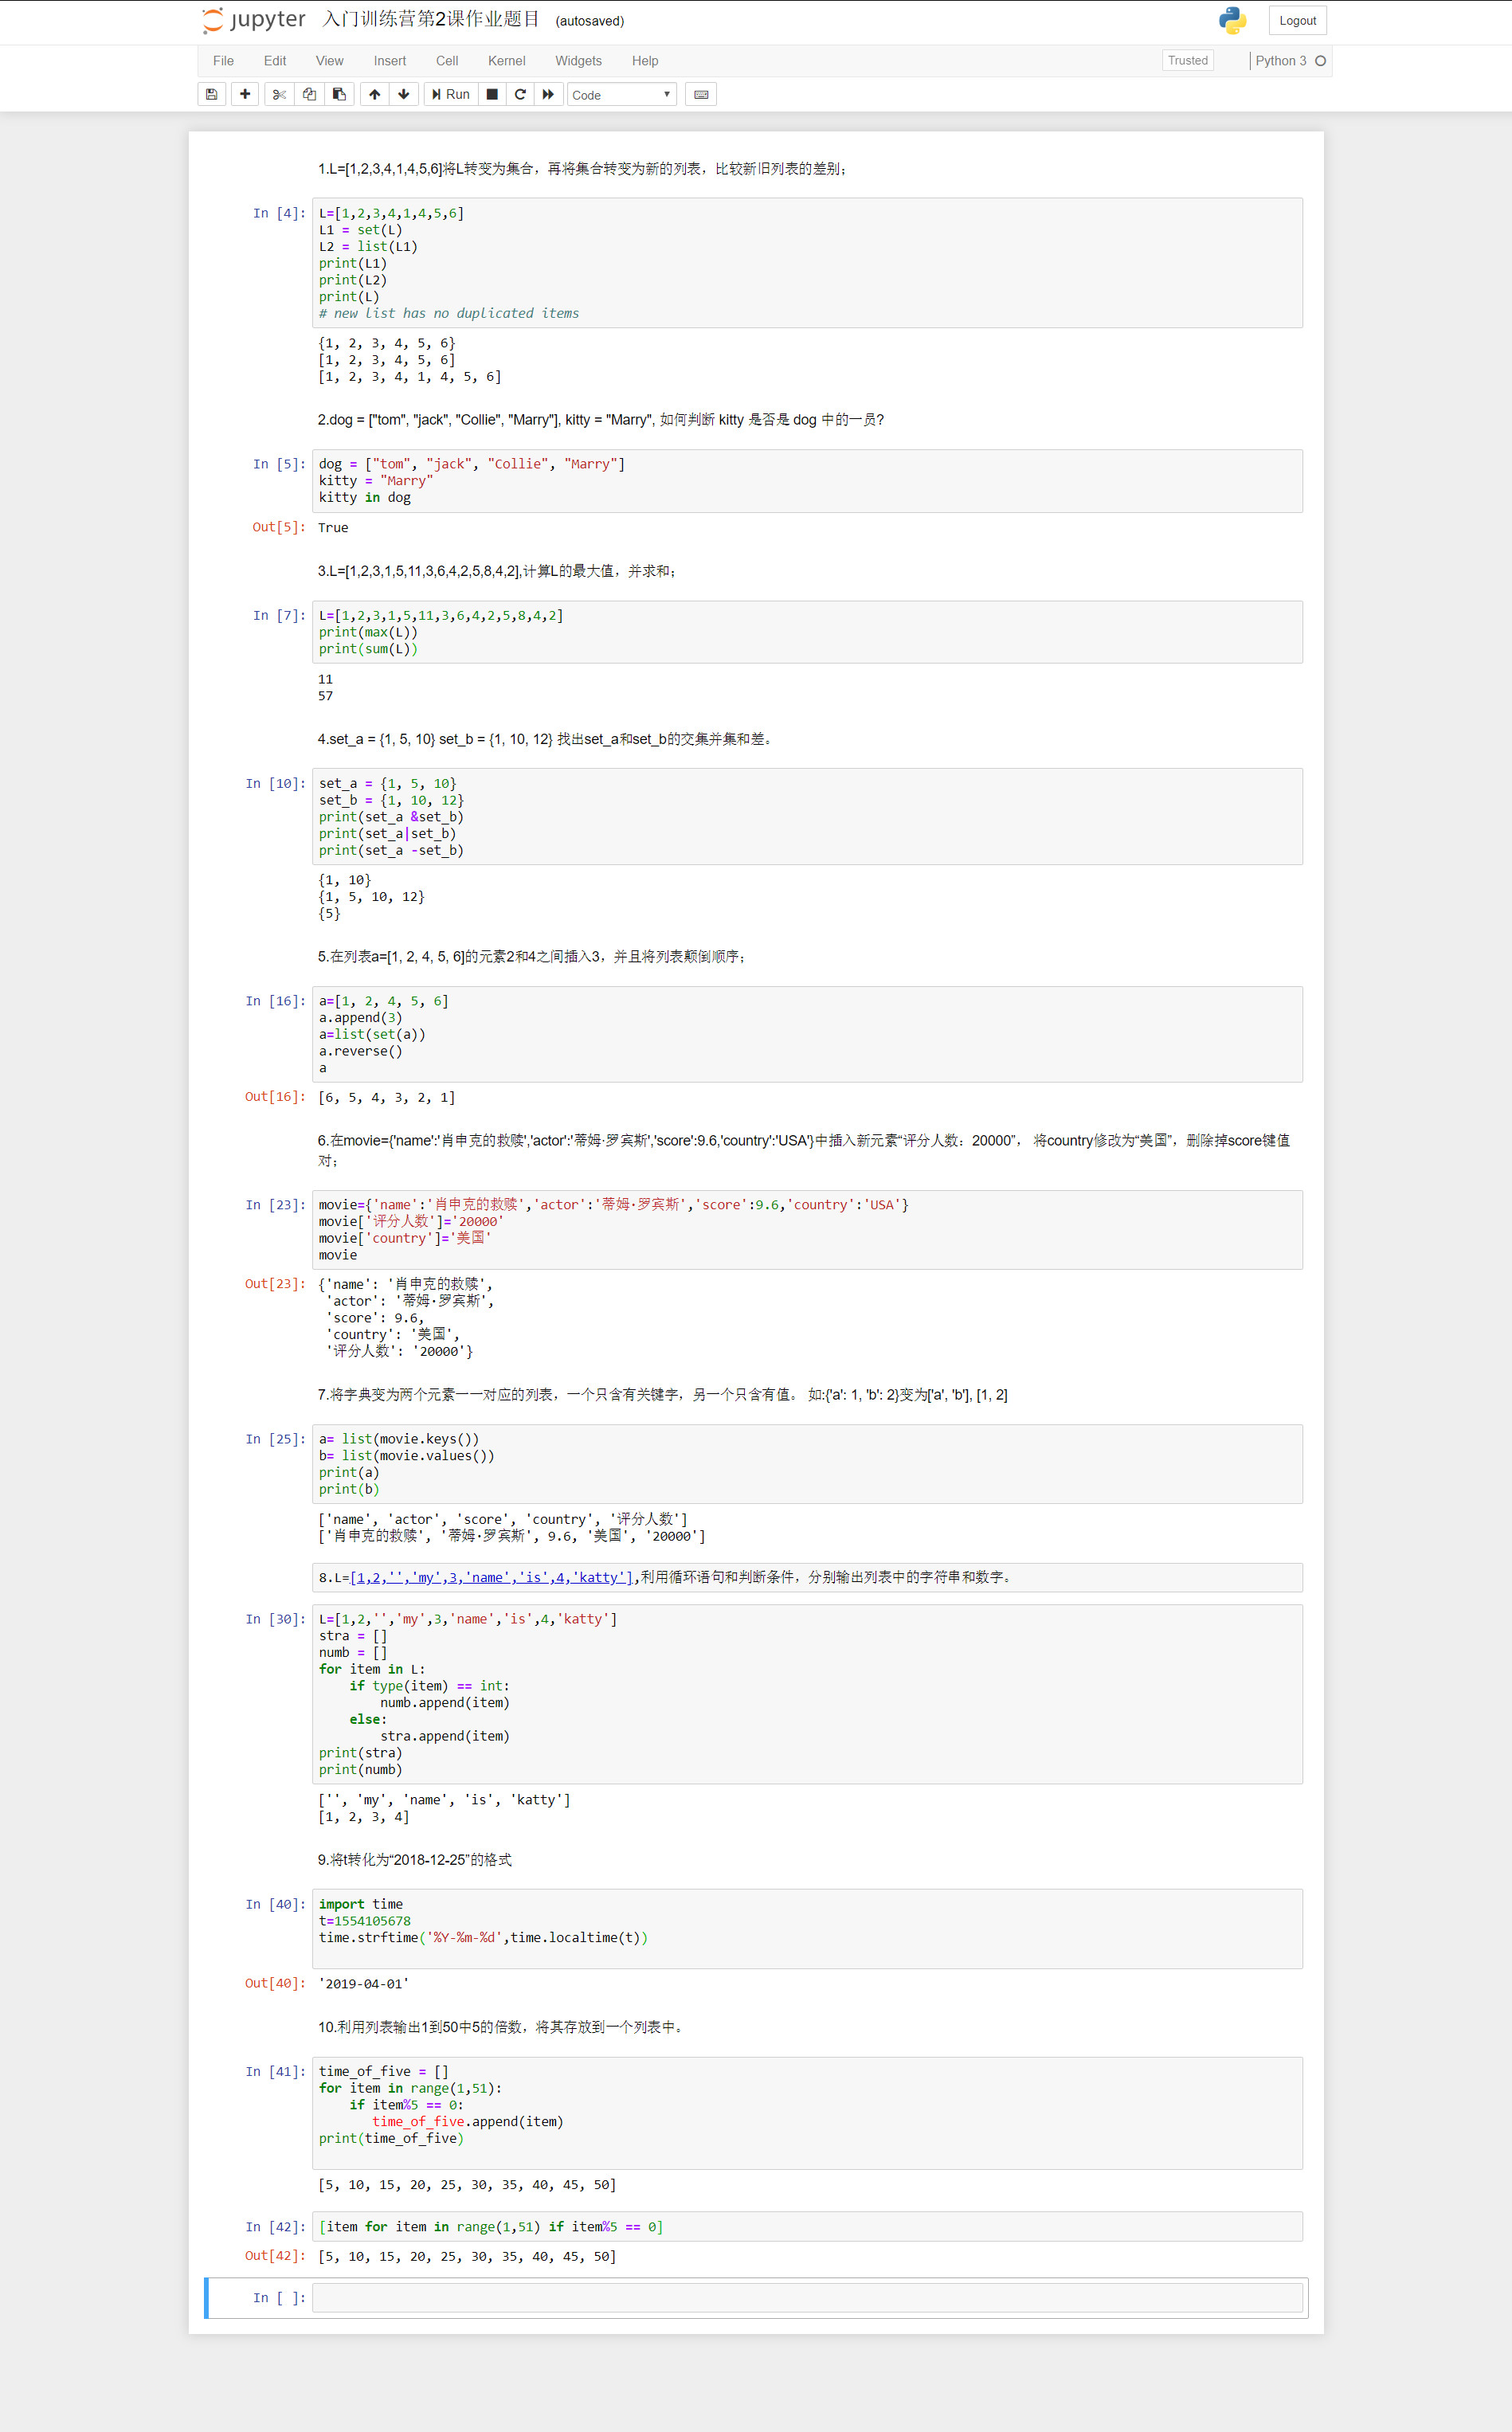 jupyter 入门训练营第2课作业题目 (autosaved) Logout
File Edit View Insert Cell Kernel Widgets Help Trusted Python 3
Run Code
1.L=[1,2,3,4,1,4,5,6]将L转变为集合，再将集合转变为新的列表，比较新旧列表的差别；
In [4]: L=[1,2,3,4,1,4,5,6]
L1 = set(L)
L2 = list(L1)
print(L1)
print(L2)
print(L)
# new list has no duplicated items
{1, 2, 3, 4, 5, 6}
[1, 2, 3, 4, 5, 6]
[1, 2, 3, 4, 1, 4, 5, 6]
2.dog = ["tom", "jack", "Collie", "Marry"], kitty = "Marry", 如何判断 kitty 是否是 dog 中的一员?
In [5]: dog = ["tom", "jack", "Collie", "Marry"]
kitty = "Marry"
kitty in dog
Out[5]: True
3.L=[1,2,3,1,5,11,3,6,4,2,5,8,4,2],计算L的最大值，并求和；
In [7]: L=[1,2,3,1,5,11,3,6,4,2,5,8,4,2]
print(max(L))
print(sum(L))
11
57
4.set_a = {1, 5, 10} set_b = {1, 10, 12} 找出set_a和set_b的交集并集和差。
In [10]: set_a = {1, 5, 10}
set_b = {1, 10, 12}
print(set_a &set_b)
print(set_a|set_b)
print(set_a -set_b)
{1, 10}
{1, 5, 10, 12}
{5}
5.在列表a=[1, 2, 4, 5, 6]的元素2和4之间插入3，并且将列表颠倒顺序；
In [16]: a=[1, 2, 4, 5, 6]
a.append(3)
a=list(set(a))
a.reverse()
a
Out[16]: [6, 5, 4, 3, 2, 1]
6.在movie={'name':'肖申克的救赎','actor':'蒂姆·罗宾斯','score':9.6,'country':'USA'}中插入新元素“评分人数：20000”， 将country修改为“美国”，删除掉score键值
对；
In [23]: movie={'name':'肖申克的救赎','actor':'蒂姆·罗宾斯','score':9.6,'country':'USA'}
movie['评分人数']='20000'
movie['country']='美国'
movie
Out[23]: {'name': '肖申克的救赎',
'actor': '蒂姆·罗宾斯',
'score': 9.6,
'country': '美国',
'评分人数': '20000'}
7.将字典变为两个元素一一对应的列表，一个只含有关键字，另一个只含有值。 如:{'a': 1, 'b': 2}变为['a', 'b'], [1, 2]
In [25]: a= list(movie.keys())
b= list(movie.values())
print(a)
print(b)
['name', 'actor', 'score', 'country', '评分人数']
['肖申克的救赎', '蒂姆·罗宾斯', 9.6, '美国', '20000']
8.L=[1,2,'','my',3,'name','is',4,'katty'],利用循环语句和判断条件，分别输出列表中的字符串和数字。
In [30]: L=[1,2,'','my',3,'name','is',4,'katty']
stra = []
numb = []
for item in L:
    if type(item) == int:
        numb.append(item)
    else:
        stra.append(item)
print(stra)
print(numb)
['', 'my', 'name', 'is', 'katty']
[1, 2, 3, 4]
9.将t转化为“2018-12-25”的格式
In [40]: import time
t=1554105678
time.strftime('%Y-%m-%d',time.localtime(t))
Out[40]: '2019-04-01'
10.利用列表输出1到50中5的倍数，将其存放到一个列表中。
In [41]: time_of_five = []
for item in range(1,51):
    if item%5 == 0:
       time_of_five.append(item)
print(time_of_five)
[5, 10, 15, 20, 25, 30, 35, 40, 45, 50]
In [42]: [item for item in range(1,51) if item%5 == 0]
Out[42]: [5, 10, 15, 20, 25, 30, 35, 40, 45, 50]
In [ ]: